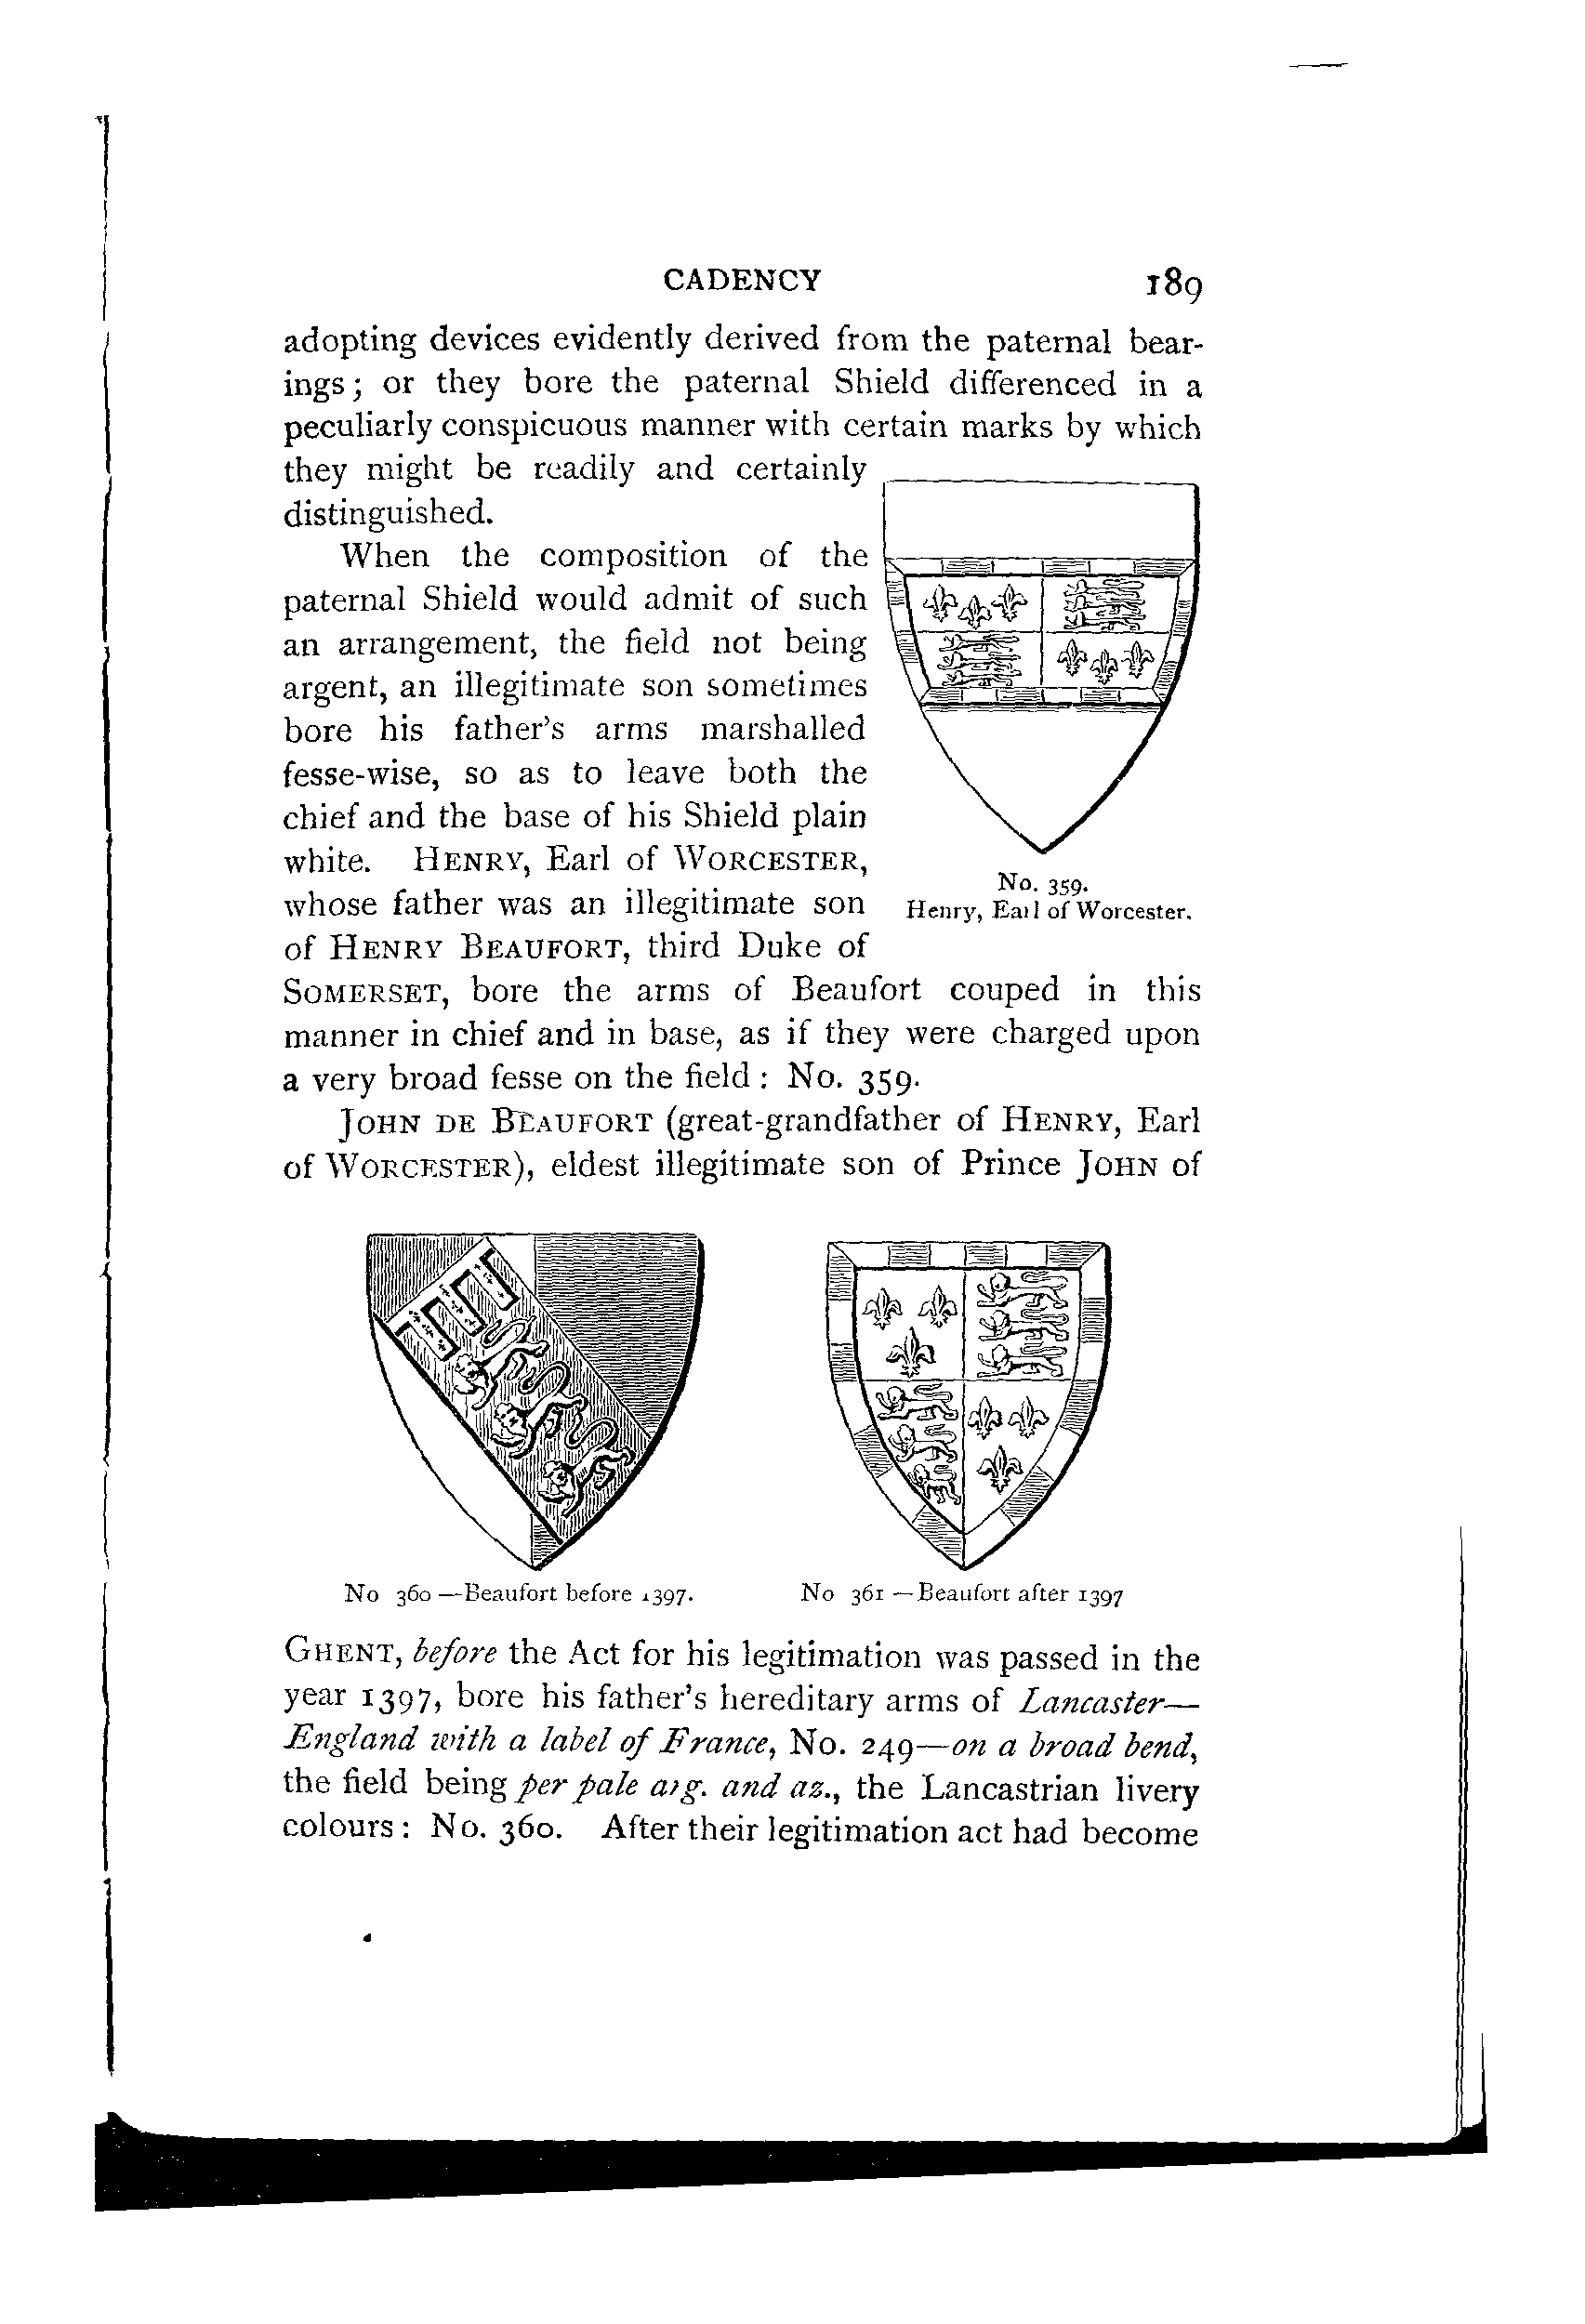 CADENCY 189
adopting devices evidently derived from the paternal bear-
ings; or they bore the paternal Shield differenced in a
peculiarly conspicuous manner with certain marks by which
they might be readily and certainly
distinguished.
When the composition of the
paternal Shield would admit of such
an arrangement, the field not being
argent, an illegitimate son sometimes
bore his father's arms marshalled
fesse-wise, so as to leave both the
chief and the base of his Shield plain
white. HENRY, Earl of WORCESTER,
whose father was an illegitimate son
of HENRY BEAUFORT, third Duke of
No. 359.
Henry, Earl of Worcester.
SOMERSET, bore the arms of Beaufort couped in this
manner in chief and in base, as if they were charged upon
a very broad fesse on the field: No. 359.
JOHN DE BEAUFORT (great-grandfather of HENRY, Earl
of WORCESTER), eldest illegitimate son of Prince JOHN of
No 360 —Beaufort before 1397.
No 361 —Beaufort after 1397
GHENT, before the Act for his legitimation was passed in the
year 1397, bore his father's hereditary arms of Lancaster—
England with a label of France, No. 249—on a broad bend,
the field being per pale arg. and az., the Lancastrian livery
colours: No. 360. After their legitimation act had become